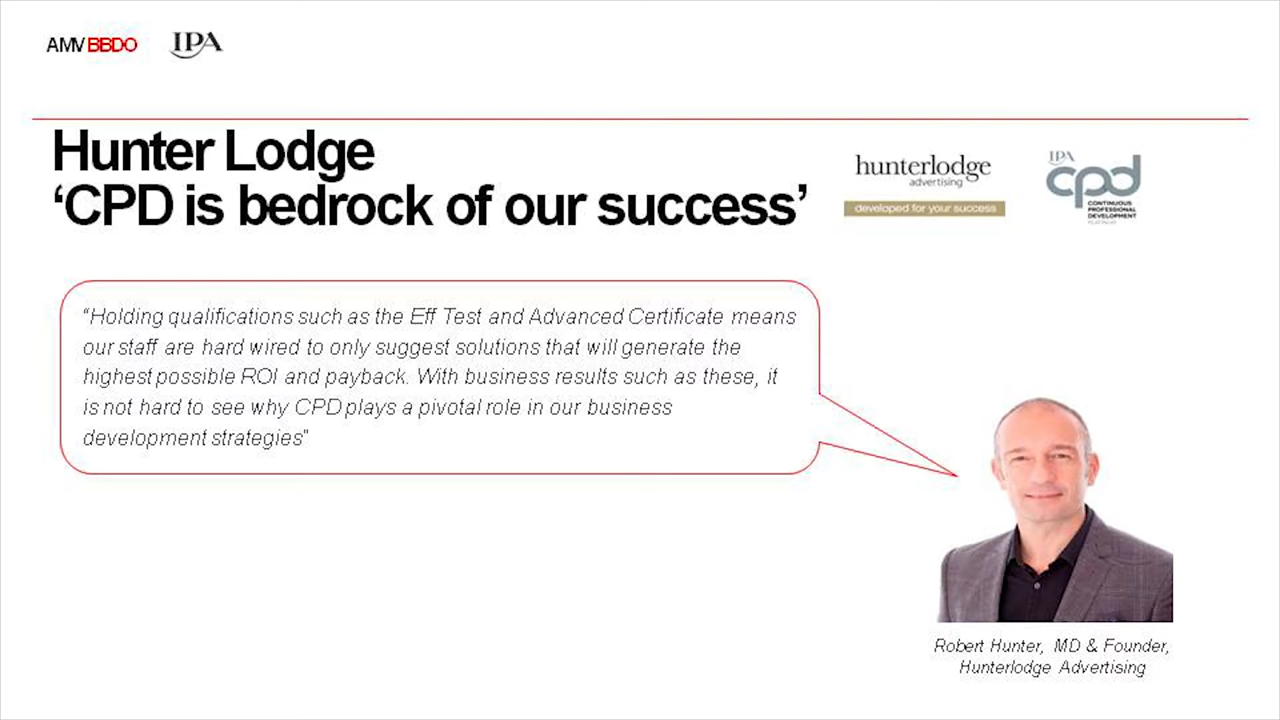 AMV BBDO
IPA
Hunter Lodge
‘CPD is bedrock of our success’
hunterlodge
advertising
developed for your success
IPA
cpd
CONTINUOUS
PROFESSIONAL
DEVELOPMENT
PLATINUM
“Holding qualifications such as the Eff Test and Advanced Certificate means
our staff are hard wired to only suggest solutions that will generate the
highest possible ROI and payback. With business results such as these, it
is not hard to see why CPD plays a pivotal role in our business
development strategies”
Robert Hunter, MD & Founder,
Hunterlodge Advertising